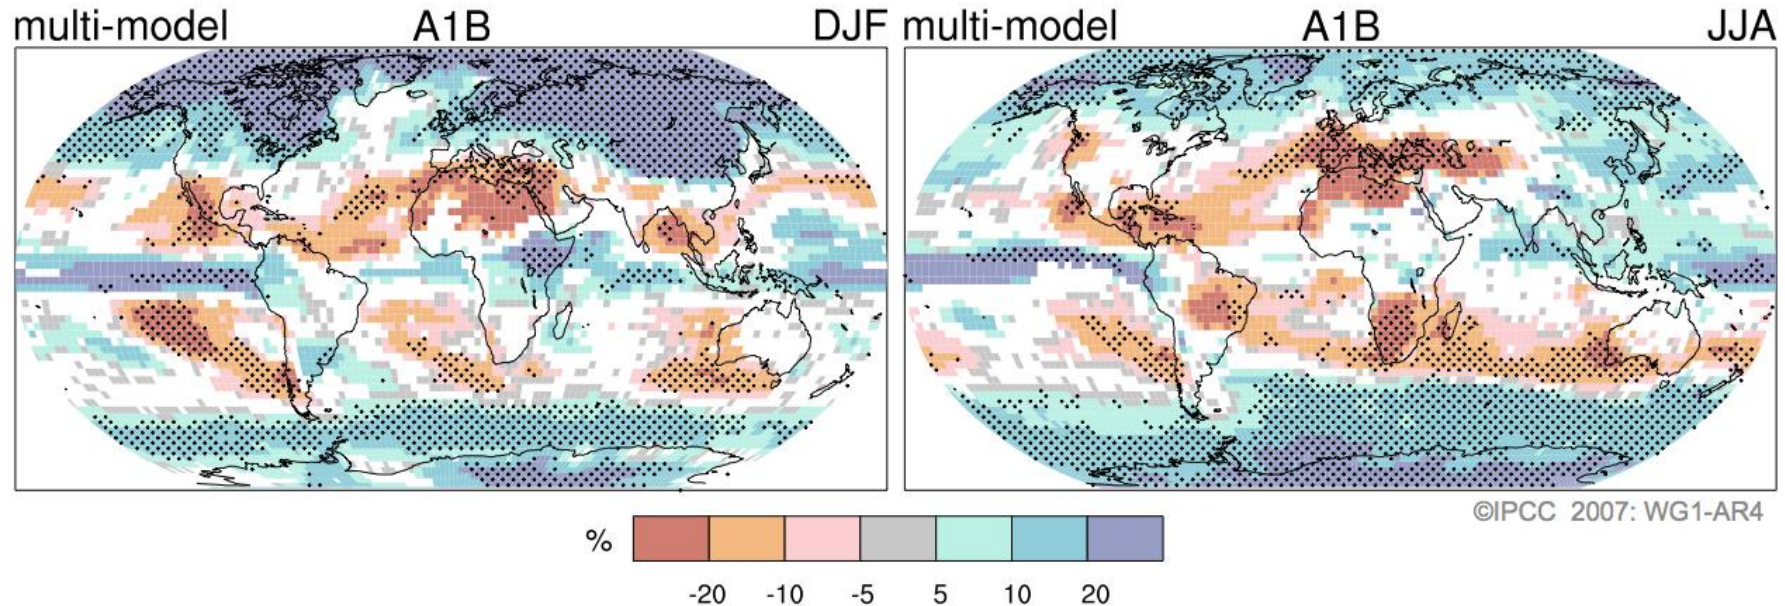 multi-model A1B DJF
multi-model A1B JJA
©IPCC 2007: WG1-AR4
%
-20 -10 -5 5 10 20